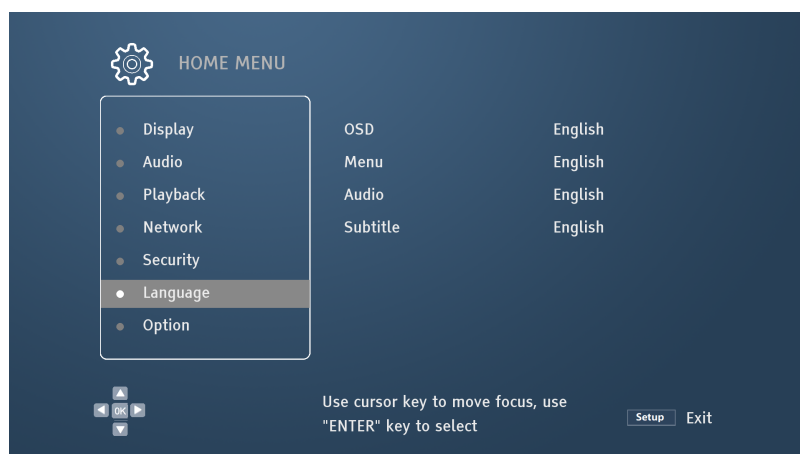 HOME MENU
Display
Audio
Playback
Network
Security
Language
Option
OSD English
Menu English
Audio English
Subtitle English
OK
Use cursor key to move focus, use
"ENTER" key to select
Setup Exit